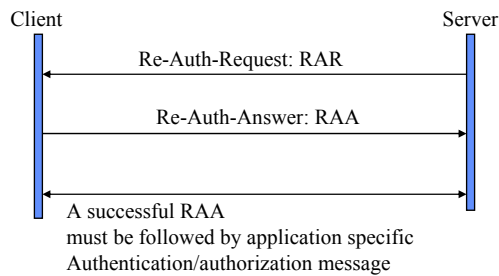 Client
Server
Re-Auth-Request: RAR
Re-Auth-Answer: RAA
A successful RAA
must be followed by application specific
Authentication/authorization message